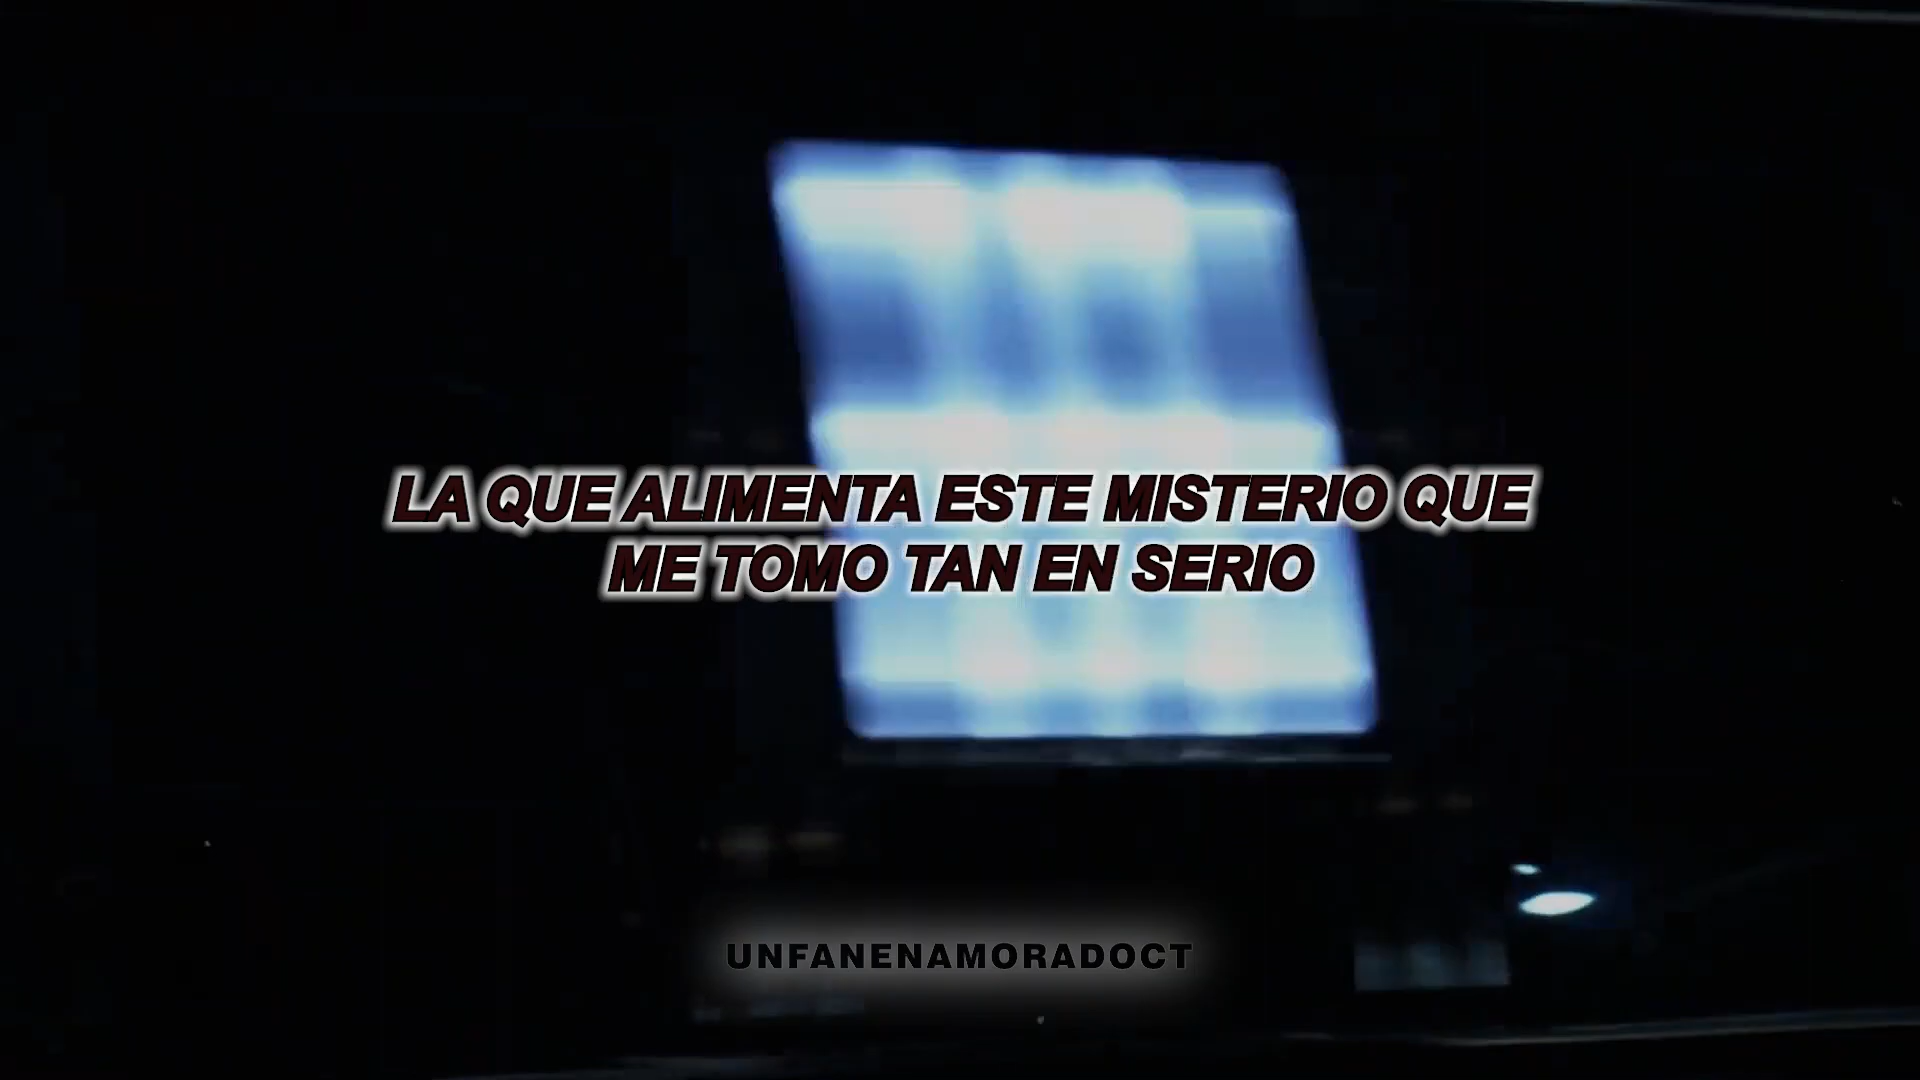 LA QUE ALIMENTA ESTE MISTERIO QUE
ME TOMO TAN EN SERIO
UNFANENAMORADOCT